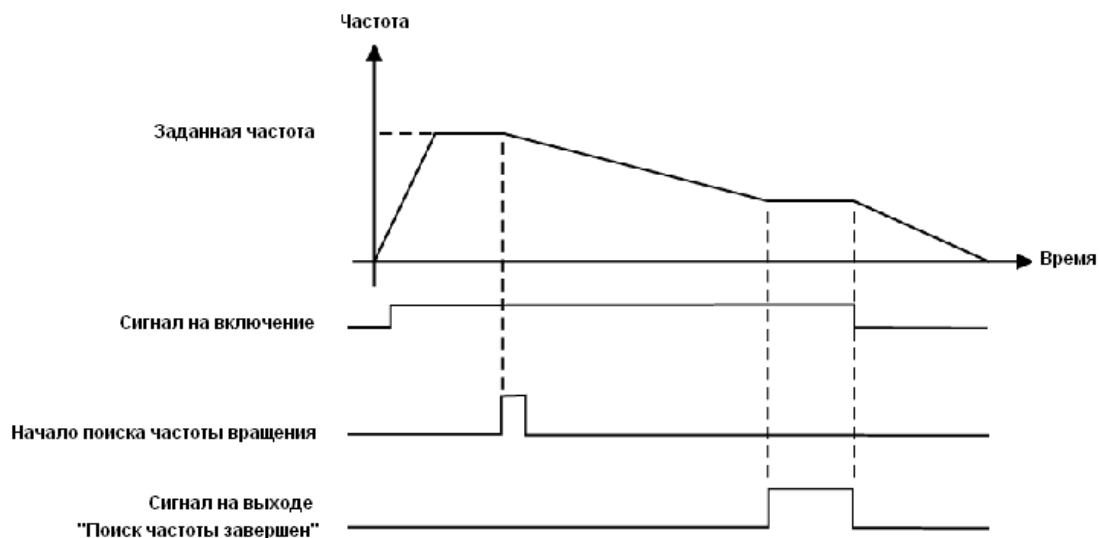 Частота
Заданная частота
Время
Сигнал на включение
Начало поиска частоты вращения
Сигнал на выходе
"Поиск частоты завершен"